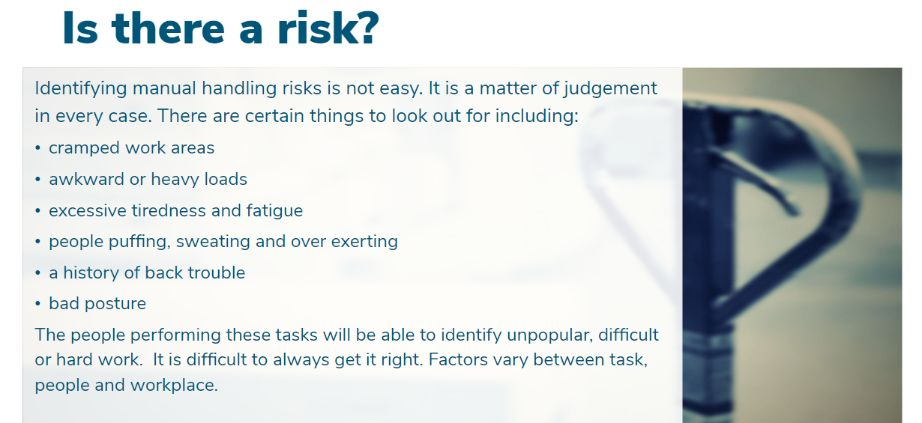 Is there a risk?
Identifying manual handling risks is not easy. It is a matter of judgement
in every case. There are certain things to look out for including:
• cramped work areas
• awkward or heavy loads
• excessive tiredness and fatigue
• people puffing, sweating and over exerting
• a history of back trouble
• bad posture
The people performing these tasks will be able to identify unpopular, difficult
or hard work.  It is difficult to always get it right. Factors vary between task,
people and workplace.